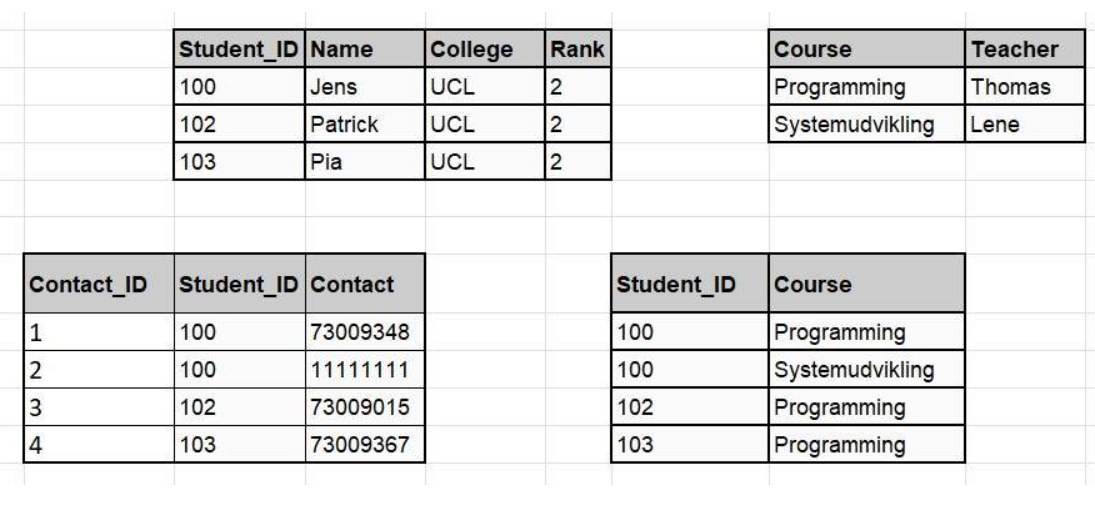 Student_ID Name College Rank
100 Jens UCL 2
102 Patrick UCL 2
103 Pia UCL 2
Course Teacher
Programming Thomas
Systemudvikling Lene
Contact_ID Student_ID Contact
1 100 73009348
2 100 11111111
3 102 73009015
4 103 73009367
Student_ID Course
100 Programming
100 Systemudvikling
102 Programming
103 Programming